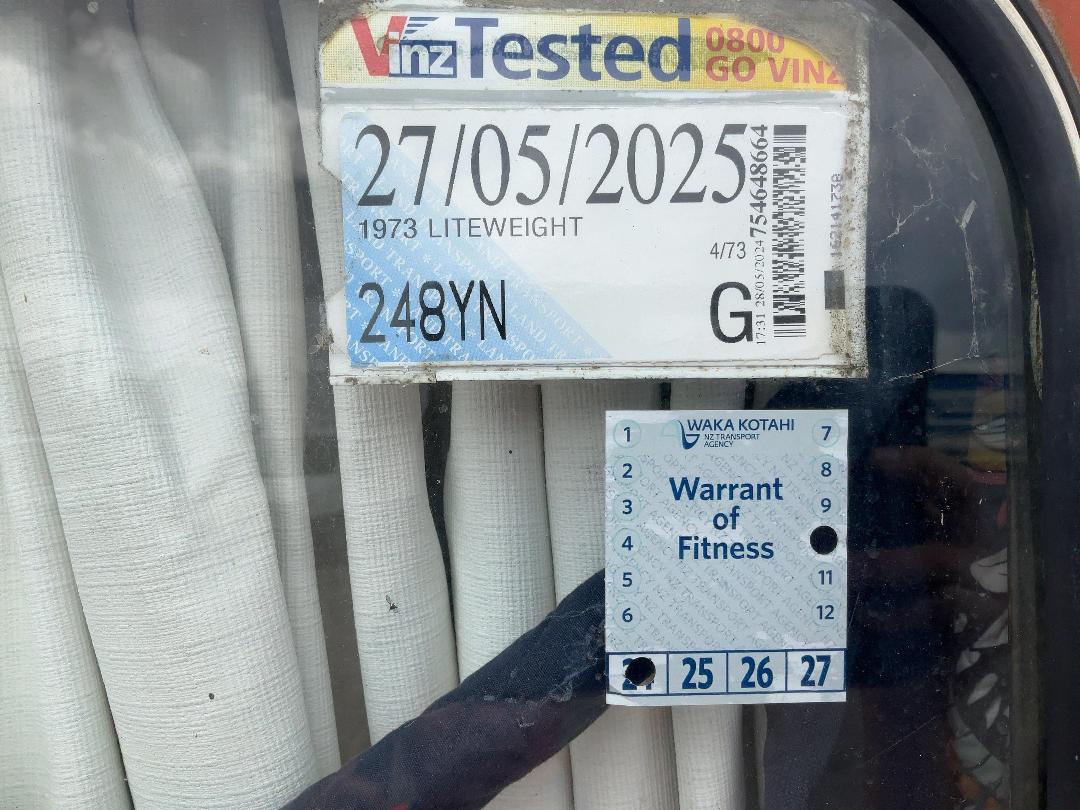 Vinz Tested 0800
GO VINZ
27/05/2025
1973 LITEWEIGHT
4/73
248YN
G
17:31 28/05/2024 754648664
WAKA KOTAHI
NZ TRANSPORT
AGENCY
Warrant
of
Fitness
1
2
3
4
5
6
7
8
9
11
12
24 25 26 27